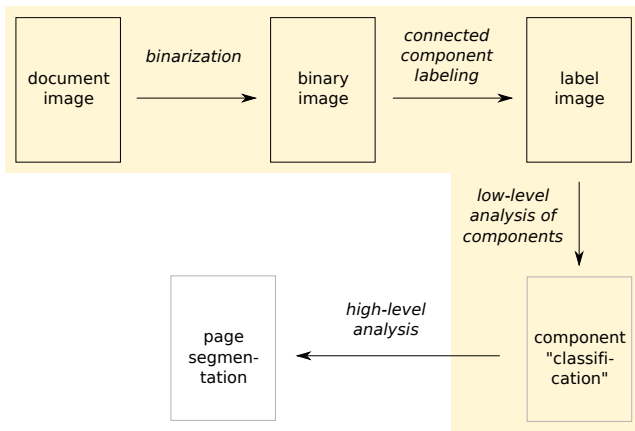 document
image
binarization
binary
image
connected
component
labeling
label
image
low-level
analysis of
components
component
"classifi-
cation"
high-level
analysis
page
segmen-
tation